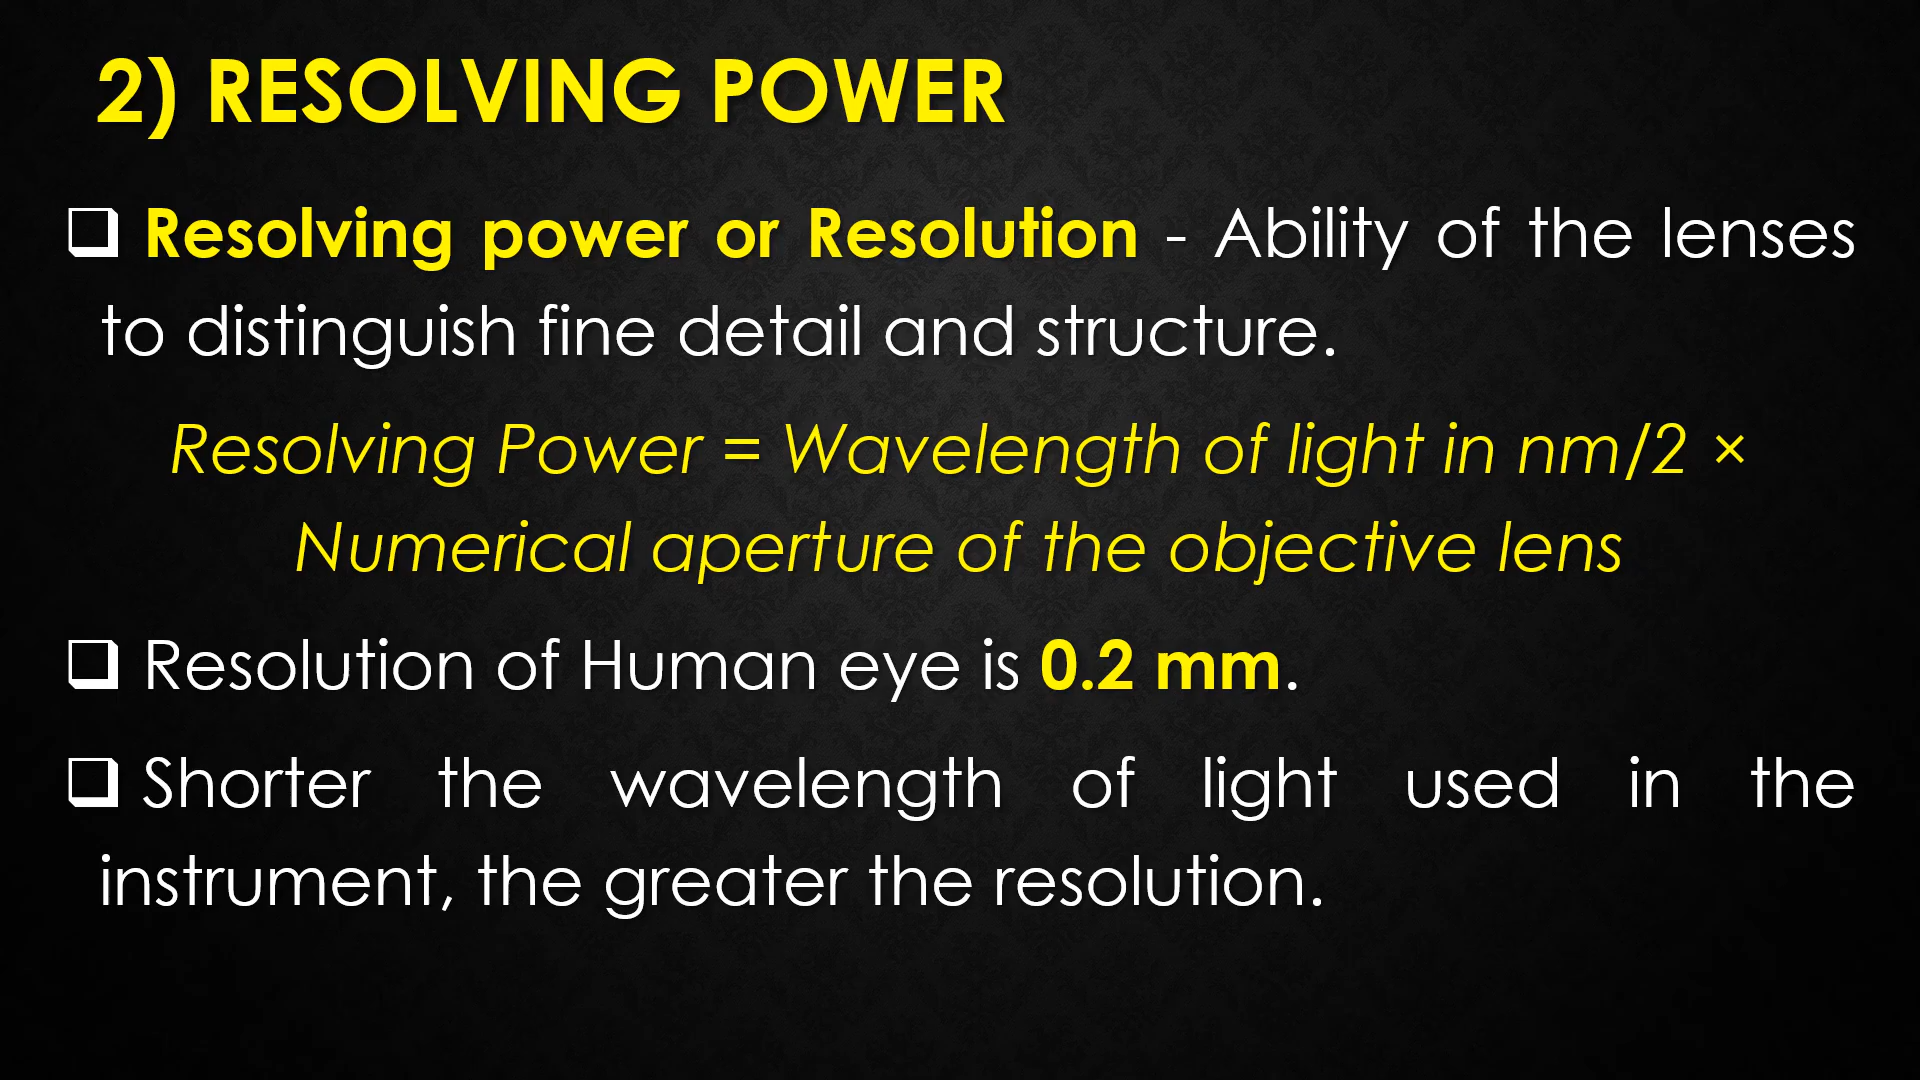 2) RESOLVING POWER
❑ Resolving power or Resolution - Ability of the lenses
to distinguish fine detail and structure.
Resolving Power = Wavelength of light in nm/2 ×
Numerical aperture of the objective lens
❑ Resolution of Human eye is 0.2 mm.
❑ Shorter the wavelength of light used in the
instrument, the greater the resolution.